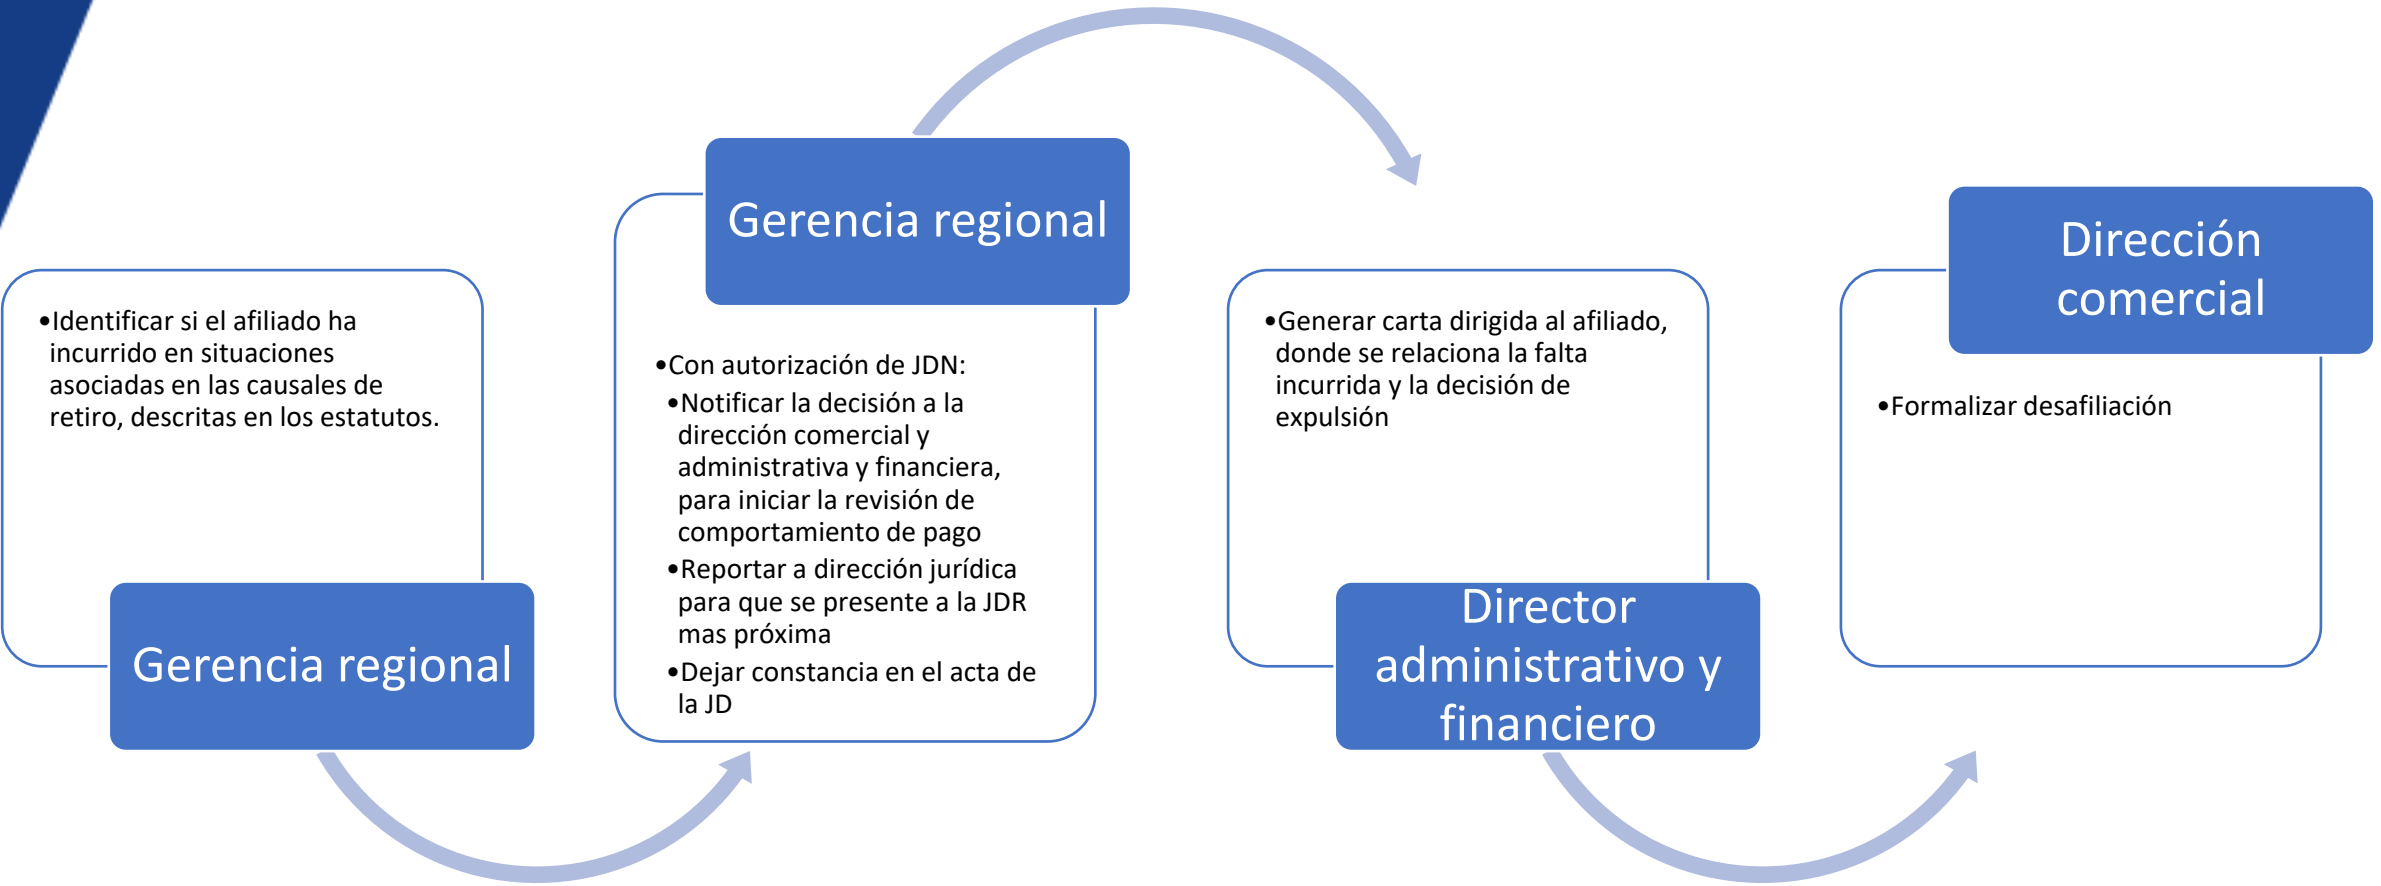 •Identificar si el afiliado ha
incurrido en situaciones
asociadas en las causales de
retiro, descritas en los estatutos.
Gerencia regional
Gerencia regional
•Con autorización de JDN:
•Notificar la decisión a la
dirección comercial y
administrativa y financiera,
para iniciar la revisión de
comportamiento de pago
•Reportar a dirección jurídica
para que se presente a la JDR
mas próxima
•Dejar constancia en el acta de
la JD
•Generar carta dirigida al afiliado,
donde se relaciona la falta
incurrida y la decisión de
expulsión
Director
administrativo y
financiero
Dirección
comercial
•Formalizar desafiliación